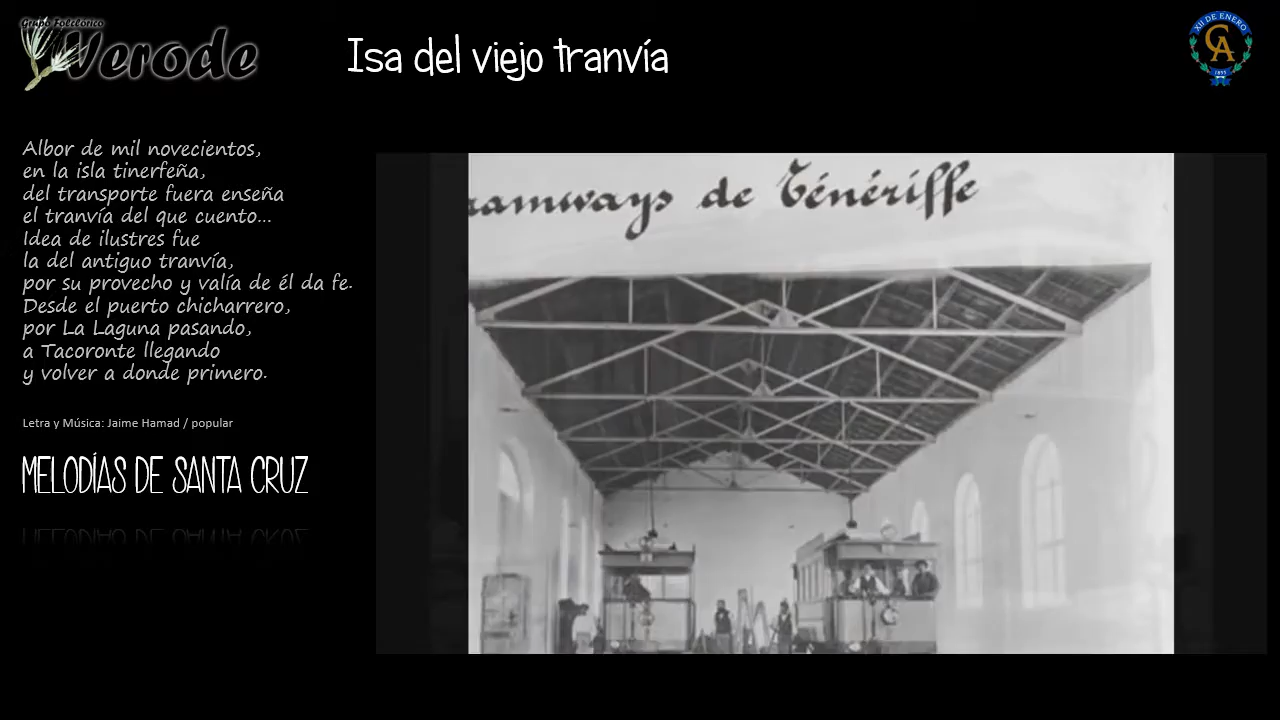 Grupo Folclórico
Verode
Isa del viejo tranvía
XII DE ENERO
CA
1855
Albor de mil novecientos,
en la isla tinerfeña,
del transporte fuera enseña
el tranvía del que cuento...
Idea de ilustres fue
la del antiguo tranvía,
por su provecho y valía de él da fe.
Desde el puerto chicharrero,
por La Laguna pasando,
a Tacoronte llegando
y volver a donde primero.
Letra y Música: Jaime Hamad / popular
MELODÍAS DE SANTA CRUZ
ramways de Ténériffe